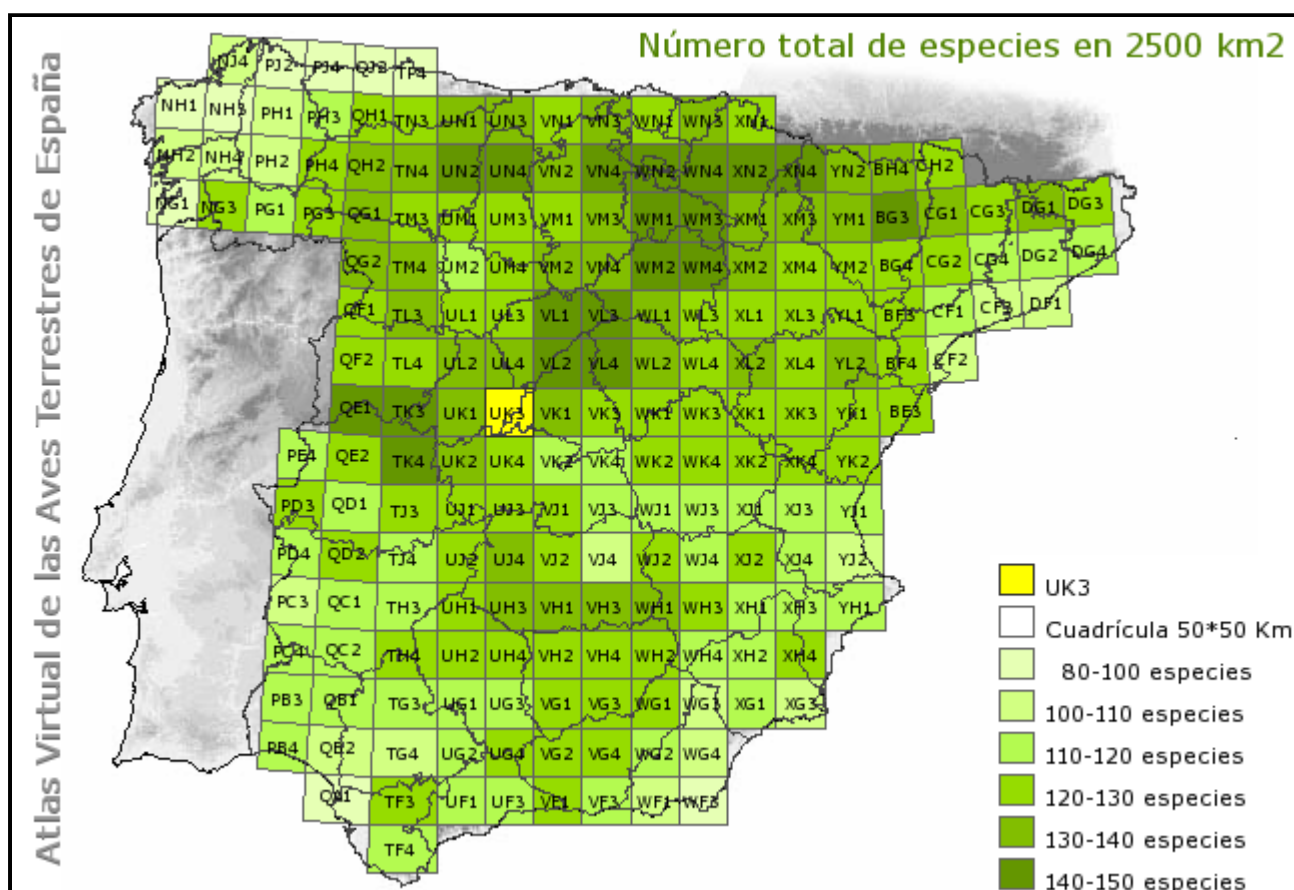 Número total de especies en 2500 km2
Atlas Virtual de las Aves Terrestres de España
NJ4 PJ2 PJ4 QJ2 TP4
NH1 NH3 PH1 PH3 QH1 TN3 UN1 UN3 VN1 VN3 WN1 WN3 XN1
NH2 NH4 PH2 PH4 QH2 TN4 UN2 UN4 VN2 VN4 WN2 WN4 XN2 XN4 YN2 BH4 CH2
NG1 NG3 PG1 PG3 QG1 TM3 UM1 UM3 VM1 VM3 WM1 WM3 XM1 XM3 YM1 BG3 CG1 CG3 DG1 DG3
QG2 TM4 UM2 UM4 VM2 VN4 WM2 WM4 XM2 XM4 YM2 BG4 CG2 CG4 DG2 DG4
QF1 TL3 UL1 UL3 VL1 VL3 WL1 WL3 XL1 XL3 YL1 BF3 CF1 CF3 DF1
QF2 TL4 UL2 UL4 VL2 VL4 WL2 WL4 XL2 XL4 YL2 BF4 CF2
QE1 TK3 UK1 UK3 VK1 VK3 WK1 WK3 XK1 XK3 YK1 BE3
PE4 QE2 TK4 UK2 UK4 VK2 VK4 WK2 WK4 XK2 XK4 YK2
PD3 QD1 TJ3 UJ1 UJ3 VJ1 VJ3 WJ1 WJ3 XJ1 XJ3 YJ1
PD4 QD2 TJ4 UJ2 UJ4 VJ2 VJ4 WJ2 WJ4 XJ2 XJ4 YJ2
PC3 QC1 TH3 UH1 UH3 VH1 VH3 WH1 WH3 XH1 XH3 YH1
PC4 QC2 TH4 UH2 UH4 VH2 VH4 WH2 WH4 XH2 XH4
PB3 QB1 TG3 UG1 UG3 VG1 VG3 WG1 WG3 XG1 XG3
PB4 QB2 TG4 UG2 UG4 VG2 VG4 WG2 WG4
TF3 UF1 UF3 VF1 VF3 WF1 WF3
TF4
UK3
Cuadrícula 50*50 Km
80-100 especies
100-110 especies
110-120 especies
120-130 especies
130-140 especies
140-150 especies